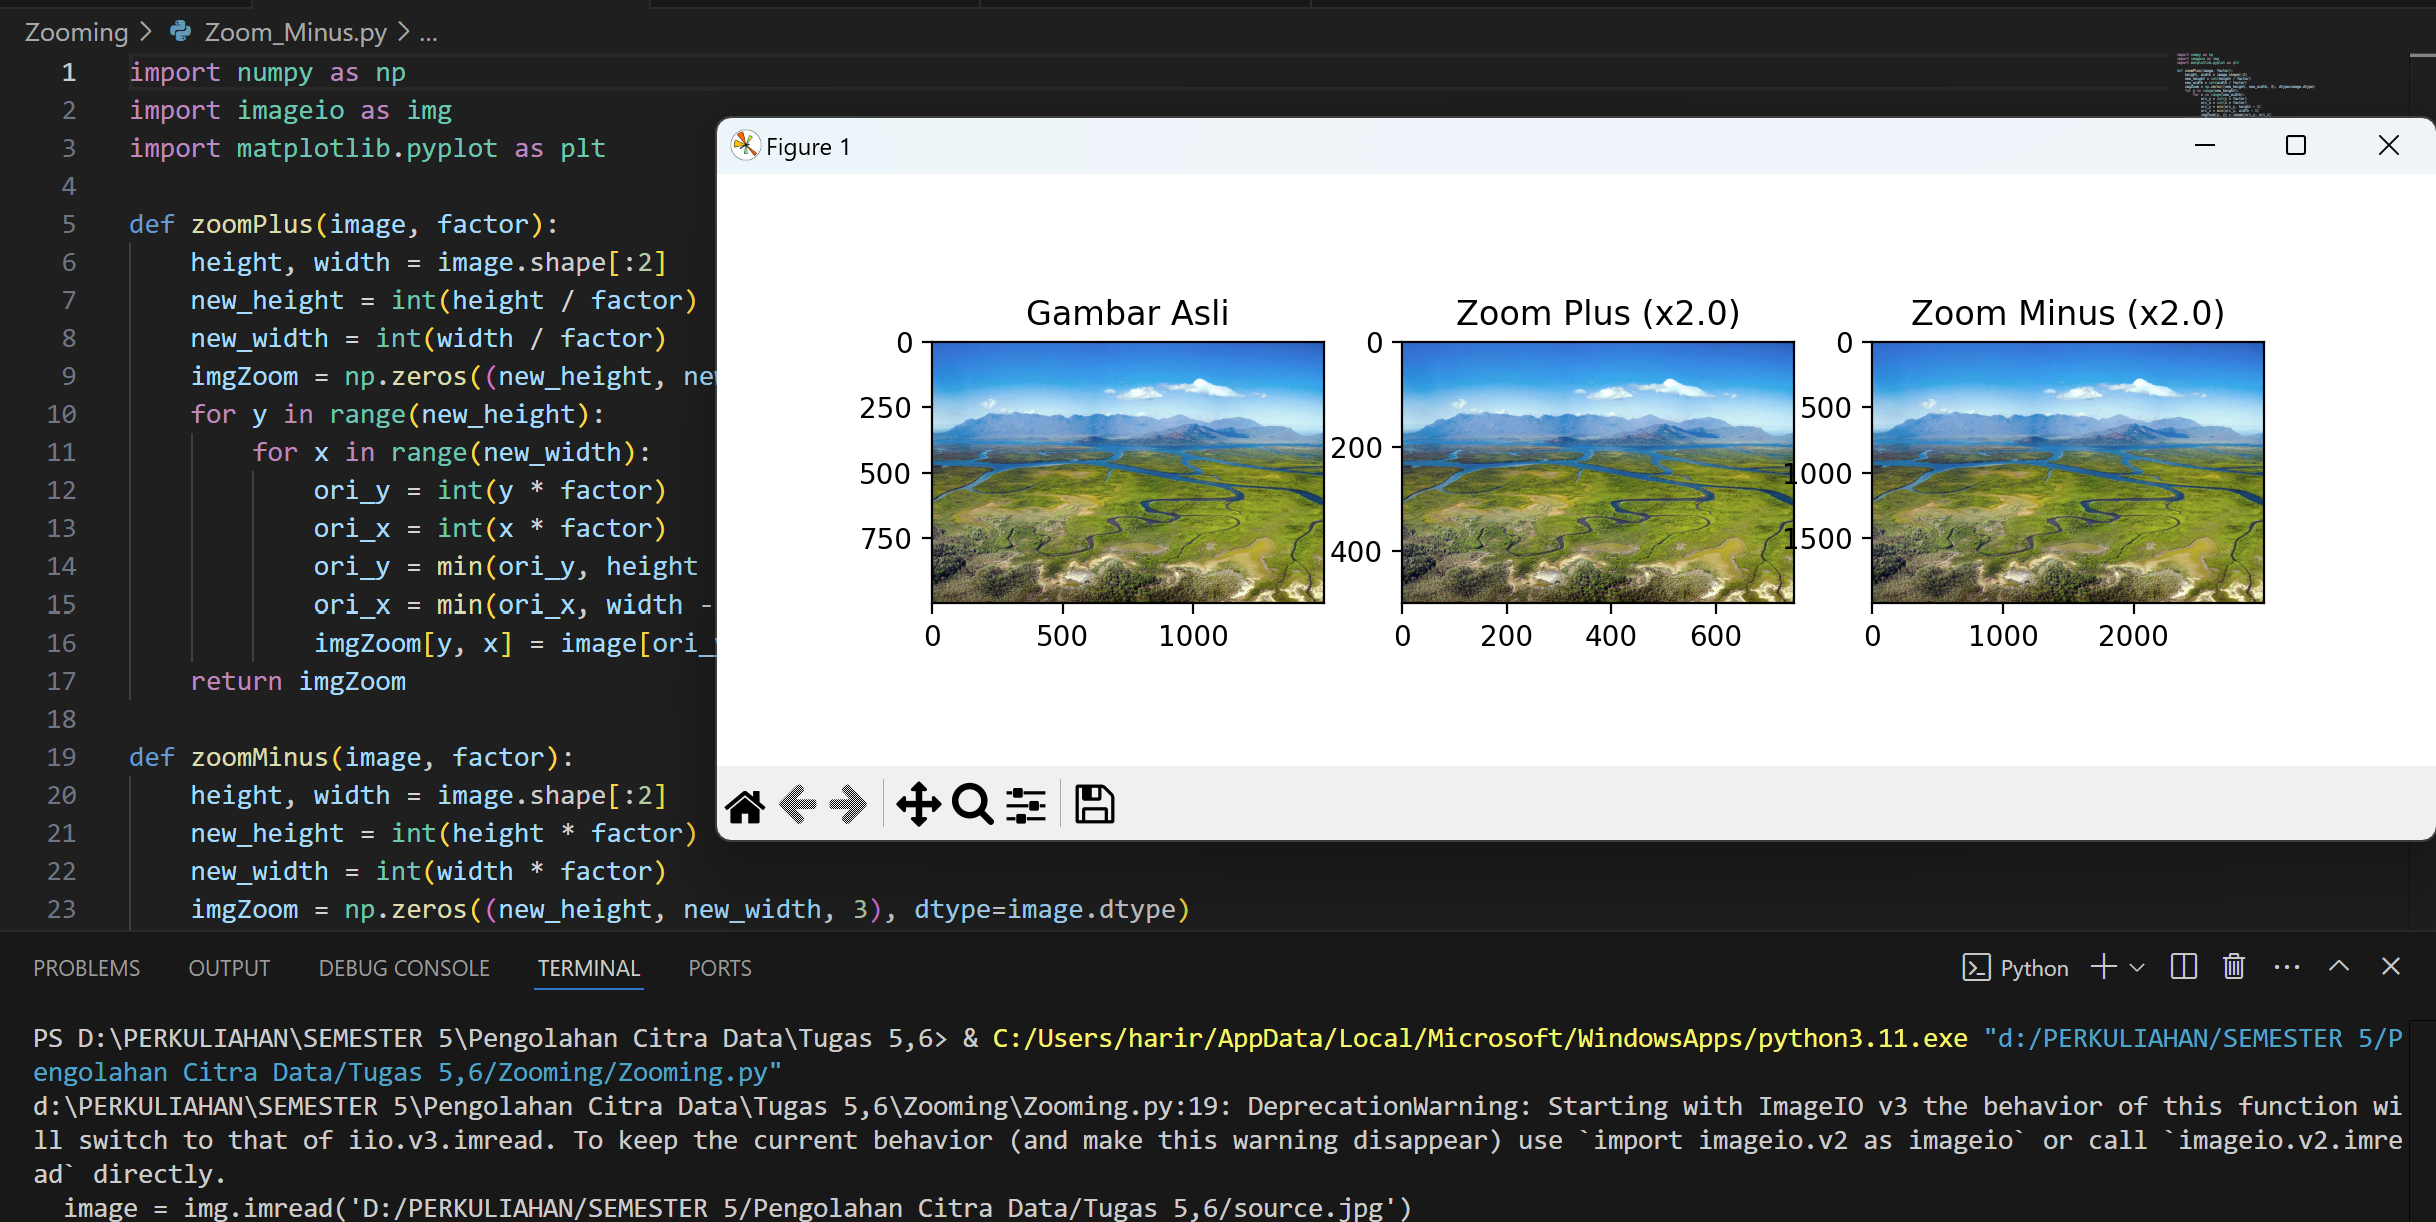 Zooming > Zoom_Minus.py > ...
1 import numpy as np
2 import imageio as img
3 import matplotlib.pyplot as plt
4
5 def zoomPlus(image, factor):
6 height, width = image.shape[:2]
7 new_height = int(height / factor)
8 new_width = int(width / factor)
9 imgZoom = np.zeros((new_height, ne
10 for y in range(new_height):
11 for x in range(new_width):
12 ori_y = int(y * factor)
13 ori_x = int(x * factor)
14 ori_y = min(ori_y, height
15 ori_x = min(ori_x, width -
16 imgZoom[y, x] = image[ori_
17 return imgZoom
18
19 def zoomMinus(image, factor):
20 height, width = image.shape[:2]
21 new_height = int(height * factor)
22 new_width = int(width * factor)
23 imgZoom = np.zeros((new_height, new_width, 3), dtype=image.dtype)
Figure 1
Gambar Asli
0
250
500
750
0 500 1000
Zoom Plus (x2.0)
0
200
400
0 200 400 600
Zoom Minus (x2.0)
0
500
1000
1500
0 1000 2000
PROBLEMS OUTPUT DEBUG CONSOLE TERMINAL PORTS
Python
PS D:\PERKULIAHAN\SEMESTER 5\Pengolahan Citra Data\Tugas 5,6> & C:/Users/harir/AppData/Local/Microsoft/WindowsApps/python3.11.exe "d:/PERKULIAHAN/SEMESTER 5/P
engolahan Citra Data/Tugas 5,6/Zooming/Zooming.py"
d:\PERKULIAHAN\SEMESTER 5\Pengolahan Citra Data\Tugas 5,6\Zooming\Zooming.py:19: DeprecationWarning: Starting with ImageIO v3 the behavior of this function wi
ll switch to that of iio.v3.imread. To keep the current behavior (and make this warning disappear) use `import imageio.v2 as imageio` or call `imageio.v2.imre
ad` directly.
image = img.imread('D:/PERKULIAHAN/SEMESTER 5/Pengolahan Citra Data/Tugas 5,6/source.jpg')